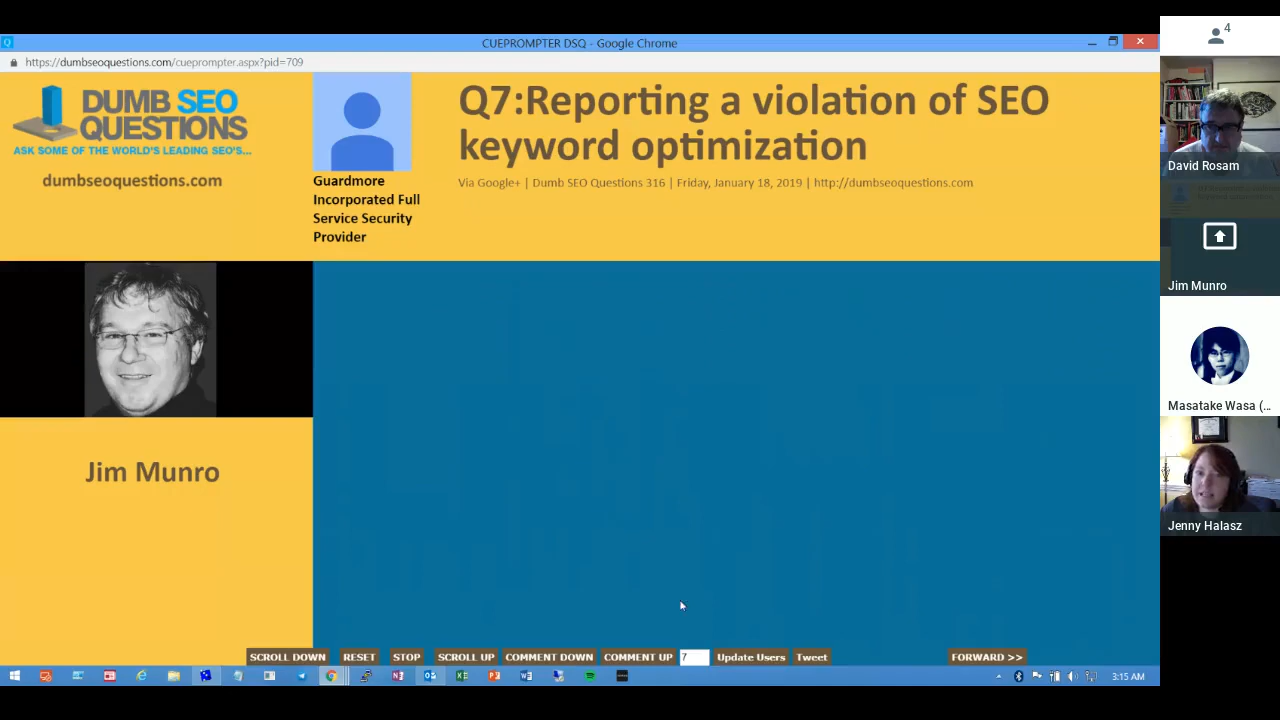 CUEPROMPTER DSQ - Google Chrome
https://dumbseoquestions.com/cueprompter.aspx?pid=709
DUMB SEO
QUESTIONS
ASK SOME OF THE WORLD'S LEADING SEO'S...
dumbseoquestions.com
Guardmore
Incorporated Full
Service Security
Provider
Q7:Reporting a violation of SEO
keyword optimization
Via Google+ | Dumb SEO Questions 316 | Friday, January 18, 2019 | http://dumbseoquestions.com
Jim Munro
SCROLL DOWN RESET STOP SCROLL UP COMMENT DOWN COMMENT UP 7 Update Users Tweet FORWARD >>
3:15 AM
4
David Rosam
Jim Munro
Masatake Wasa (...
Jenny Halasz